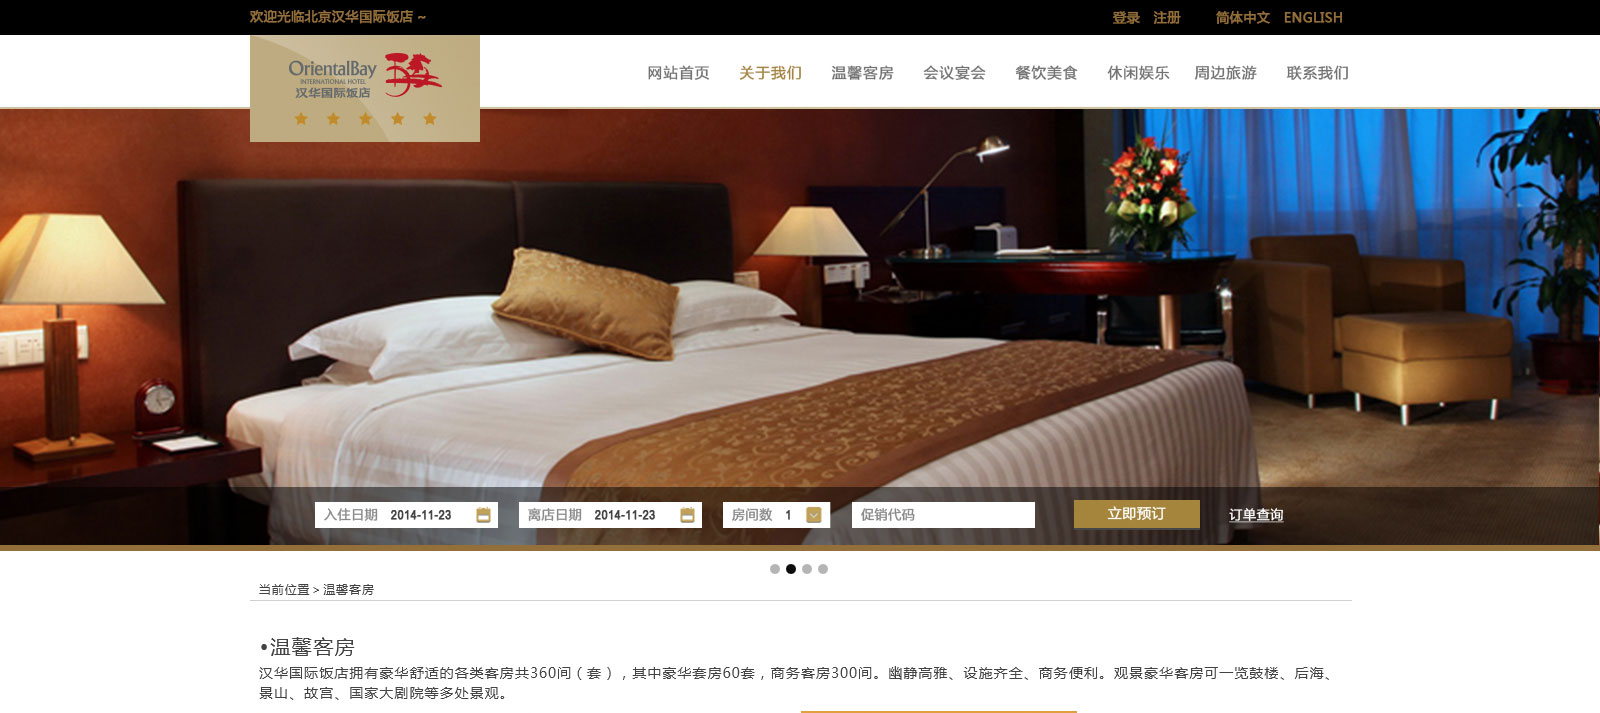 欢迎光临北京汉华国际饭店 ~
登录 注册 简体中文 ENGLISH
OrientalBay
INTERNATIONAL HOTEL
汉华国际饭店
网站首页 关于我们 温馨客房 会议宴会 餐饮美食 休闲娱乐 周边旅游 联系我们
入住日期 2014-11-23 离店日期 2014-11-23 房间数 1 促销代码 立即预订 订单查询
当前位置 > 温馨客房
•温馨客房
汉华国际饭店拥有豪华舒适的各类客房共360间（套），其中豪华套房60套，商务客房300间。幽静高雅、设施齐全、商务便利。观景豪华客房可一览鼓楼、后海、
景山、故宫、国家大剧院等多处景观。